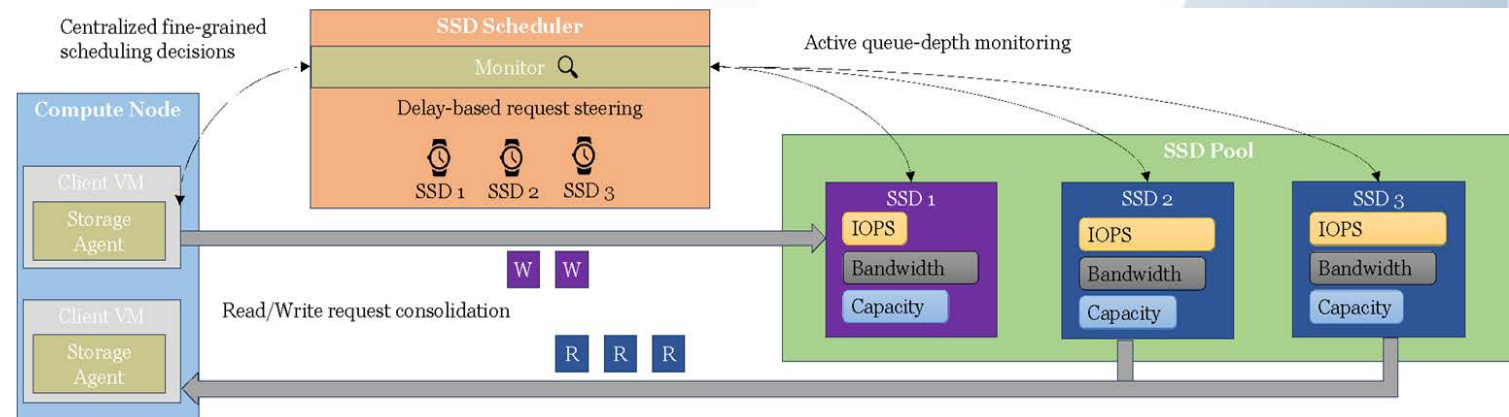 Centralized fine-grained
scheduling decisions
SSD Scheduler
Monitor
Active queue-depth monitoring
Delay-based request steering
SSD 1 SSD 2 SSD 3
Compute Node
Client VM
Storage
Agent
SSD Pool
SSD 1
IOPS
Bandwidth
Capacity
SSD 2
IOPS
Bandwidth
Capacity
SSD 3
IOPS
Bandwidth
Capacity
W W
Read/Write request consolidation
Client VM
Storage
Agent
R R R